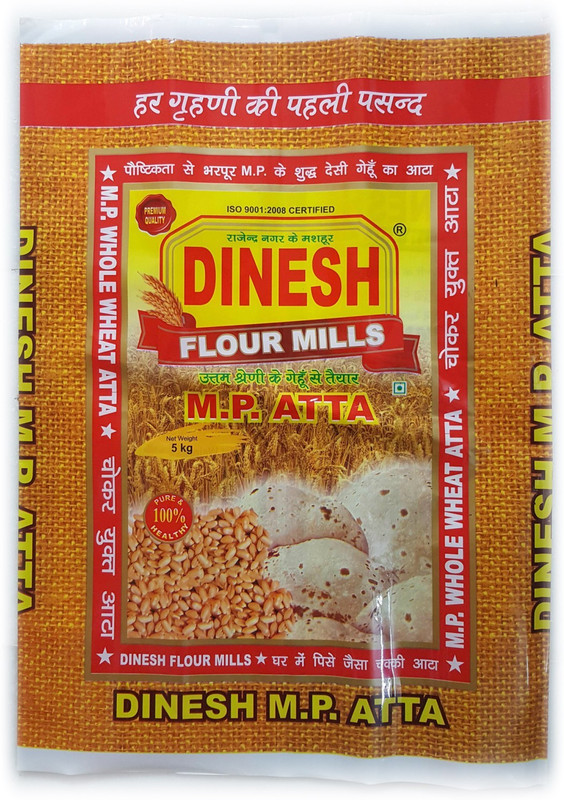 हर गृहणी की पहली पसन्द
पौष्टिकता से भरपूर M.P. के शुद्ध देसी गेहूँ का आटा
PREMIUM
QUALITY
ISO 9001:2008 CERTIFIED
®
राजेन्द्र नगर के मशहूर
DINESH
FLOUR MILLS
उत्तम श्रेणी के गेहूँ से तैयार
M.P. ATTA
Net Weight
5 kg
PURE &
100%
HEALTHY
M.P. WHOLE WHEAT ATTA ★ चोकर युक्त आटा
M.P. WHOLE WHEAT ATTA ★ चोकर युक्त आटा
DINESH FLOUR MILLS ★ घर में पिसे जैसा चक्की आटा
DINESH M.P. ATTA
DINESH M.P. ATTA
DINESH M.P. ATTA